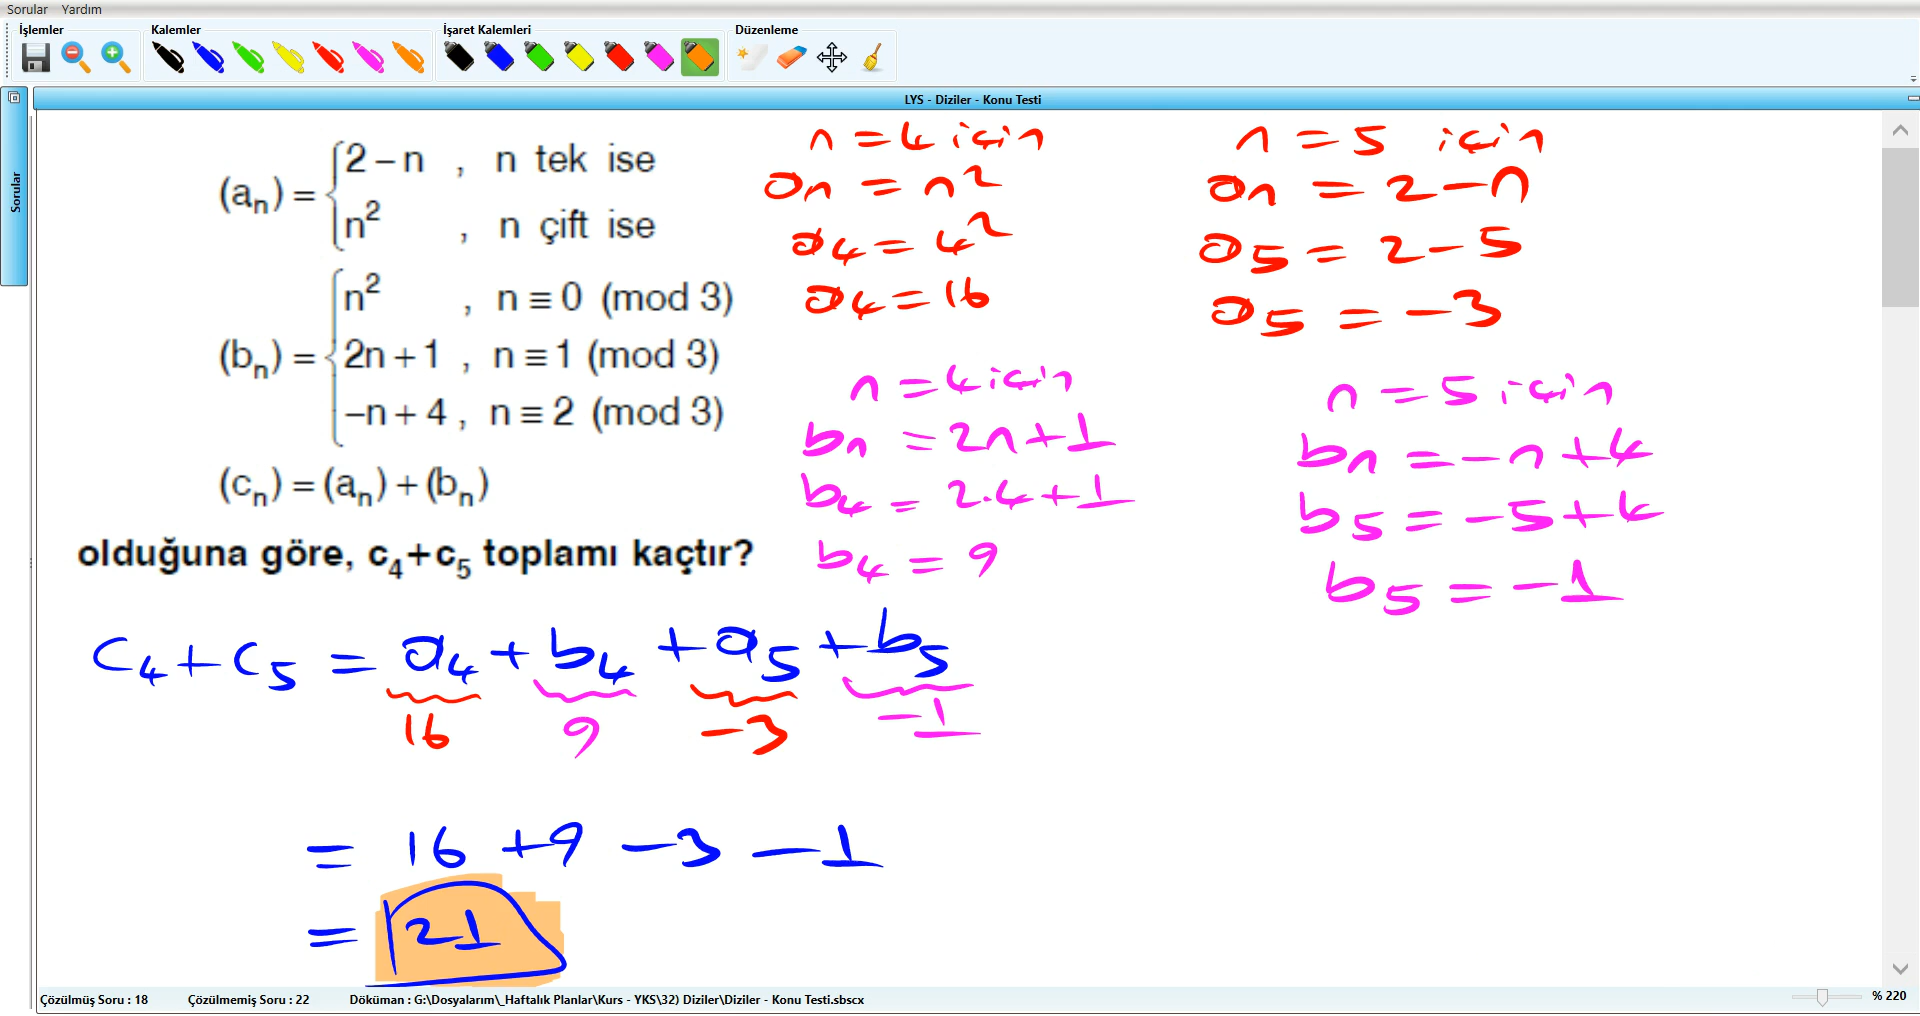 Sorular Yardım
İşlemler Kalemler İşaret Kalemleri Düzenleme
Sorular
LYS - Diziler - Konu Testi
(aₙ) = { 2 − n , n tek ise
n² , n çift ise
(bₙ) = { n² , n ≡ 0 (mod 3)
2n + 1 , n ≡ 1 (mod 3)
−n + 4 , n ≡ 2 (mod 3)
(cₙ) = (aₙ) + (bₙ)
olduğuna göre, c₄+c₅ toplamı kaçtır?
n = 4 için
aₙ = n²
a₄ = 4²
a₄ = 16
n = 5 için
aₙ = 2 − n
a₅ = 2 − 5
a₅ = −3
n = 4 için
bₙ = 2n + 1
b₄ = 2.4 + 1
b₄ = 9
n = 5 için
bₙ = −n + 4
b₅ = −5 + 4
b₅ = −1
c₄ + c₅ = a₄ + b₄ + a₅ + b₅
16 9 −3 −1
= 16 + 9 − 3 − 1
= 21
Çözülmüş Soru : 18 Çözülmemiş Soru : 22 Döküman : G:\Dosyalarım\_Haftalık Planlar\Kurs - YKS\32) Diziler\Diziler - Konu Testi.sbscx % 220